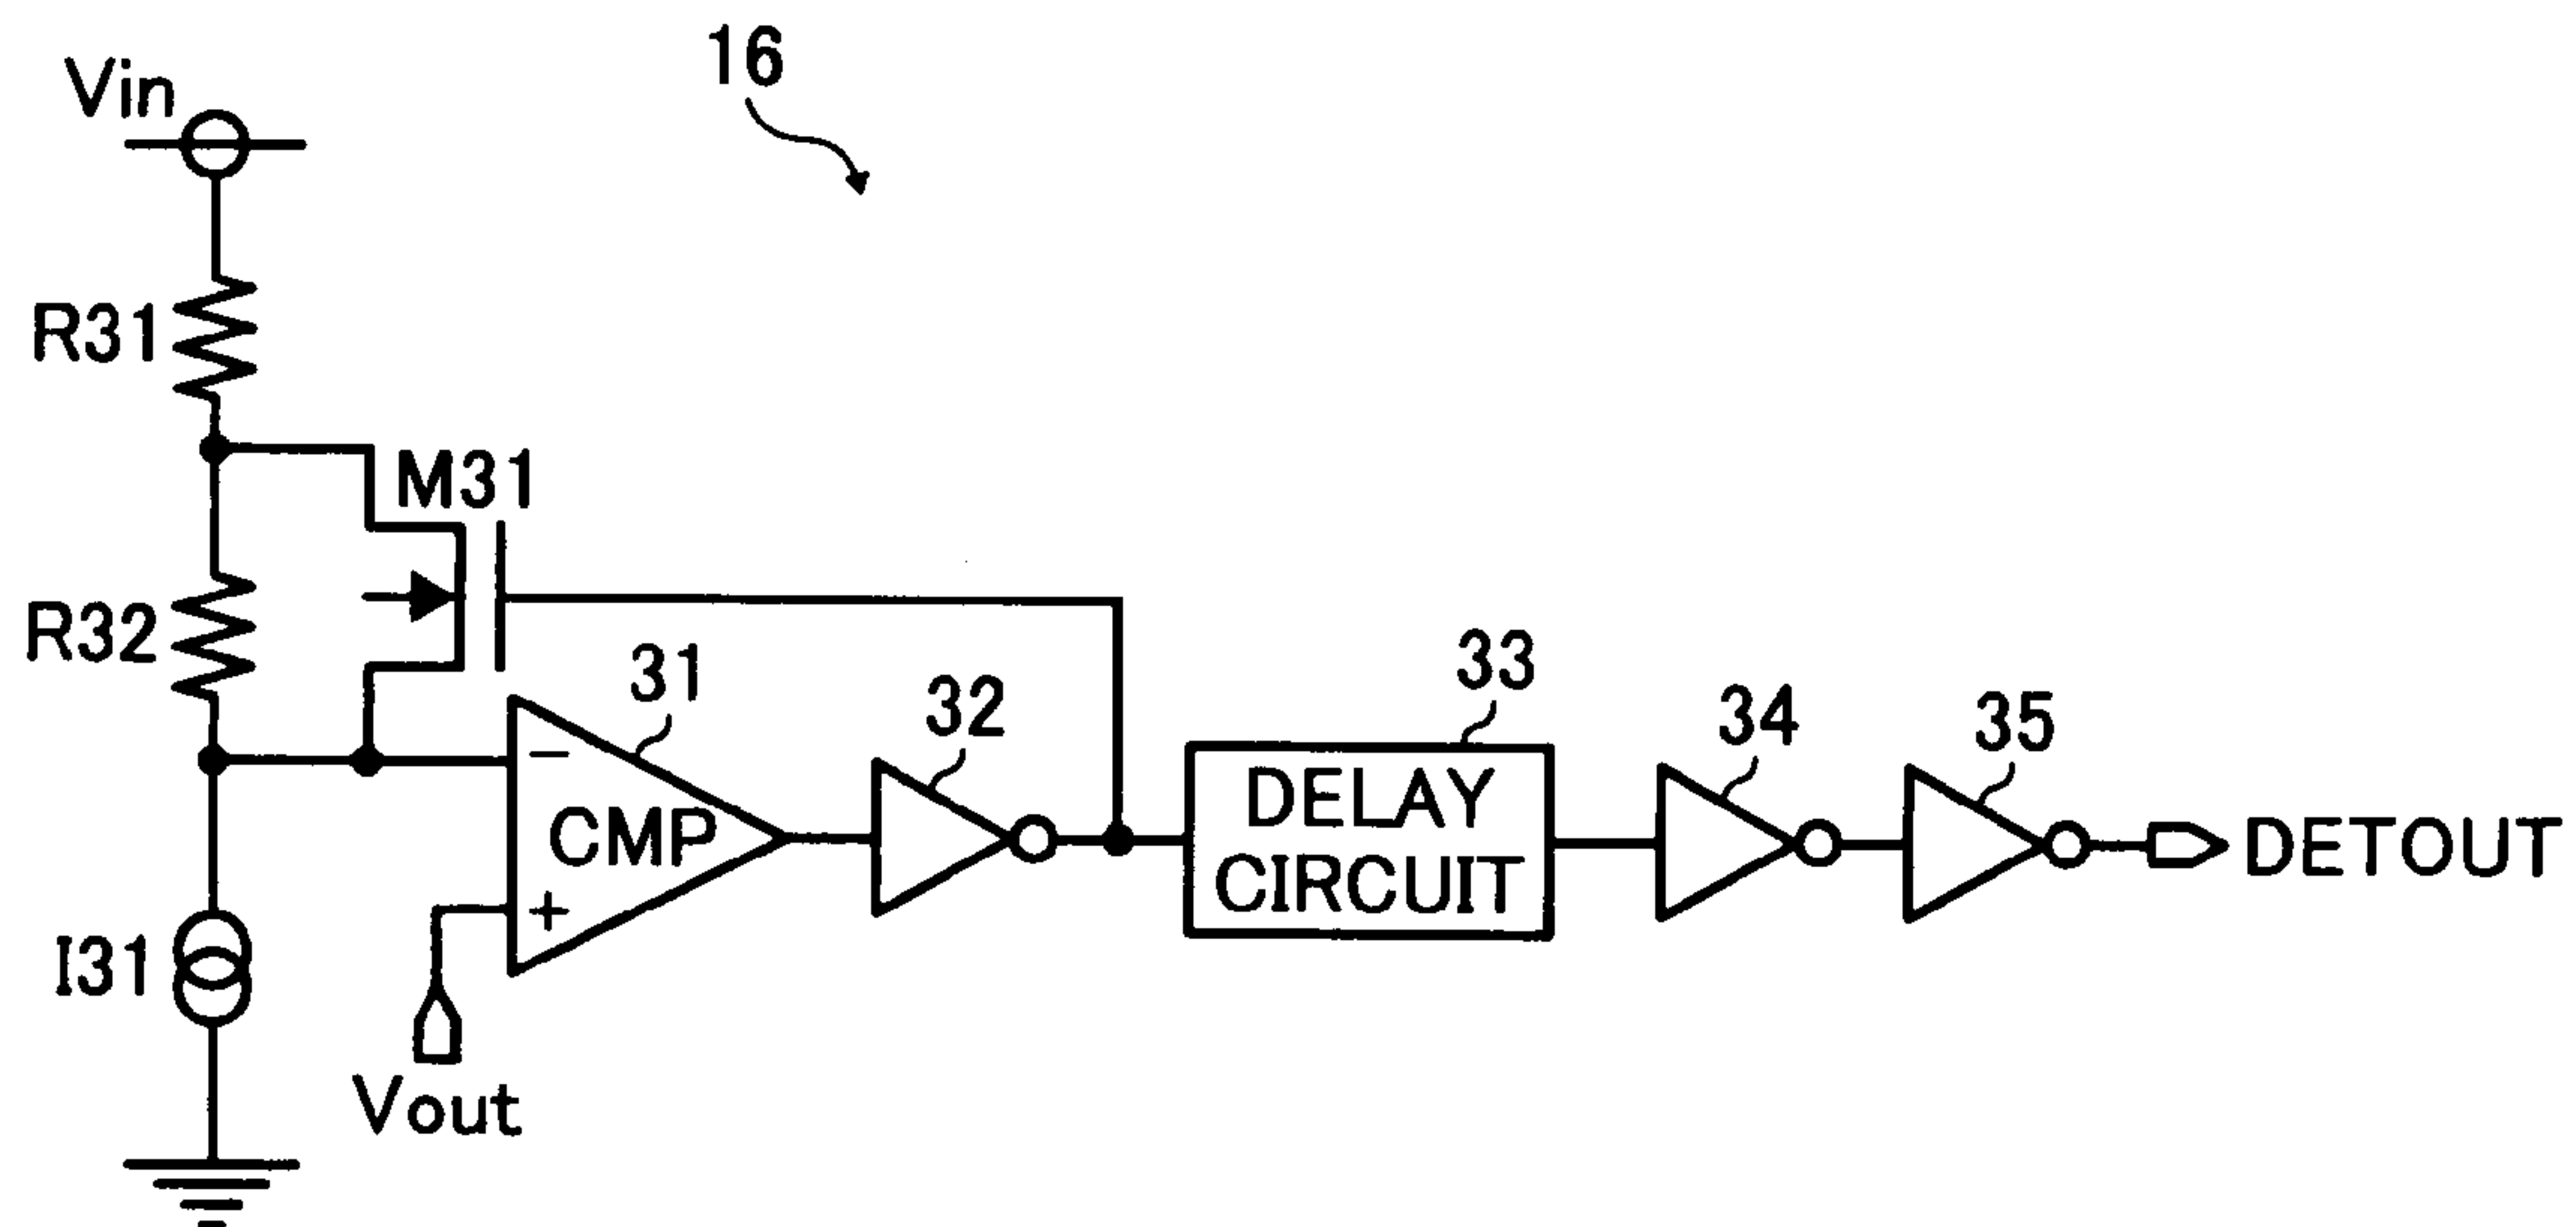 16
Vin
R31
M31
R32
31
32
33
34
35
−
CMP
+
DELAY
CIRCUIT
DETOUT
I31
Vout